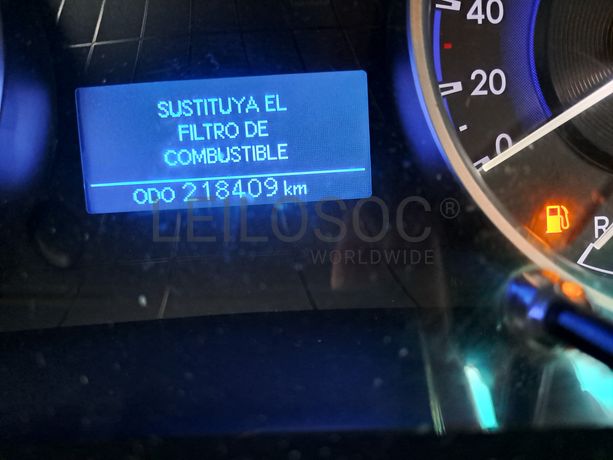 40
20
0
SUSTITUYA EL
FILTRO DE
COMBUSTIBLE
ODO 218409 km
R
LEILOSOC®
WORLDWIDE